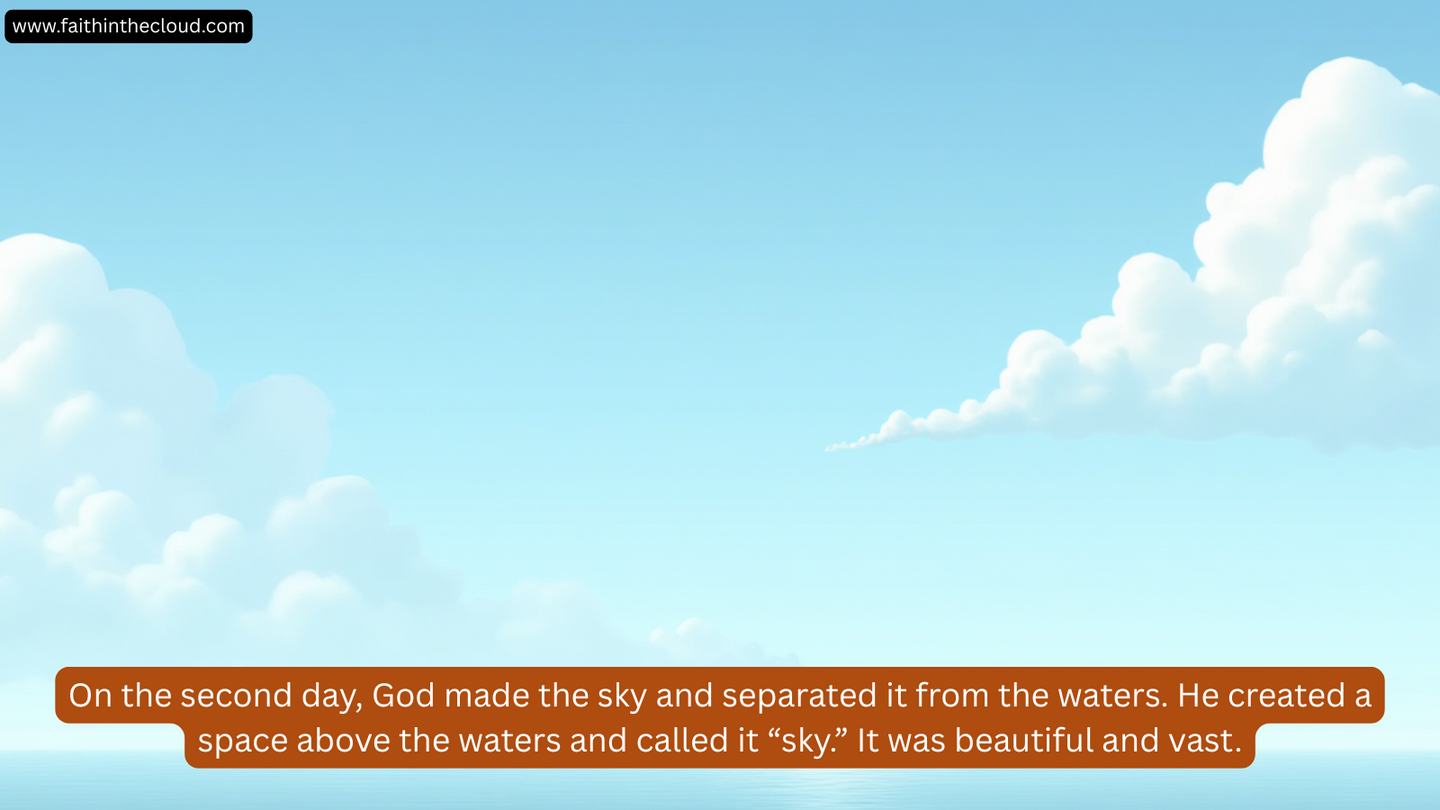 www.faithinthecloud.com
On the second day, God made the sky and separated it from the waters. He created a
space above the waters and called it “sky.” It was beautiful and vast.